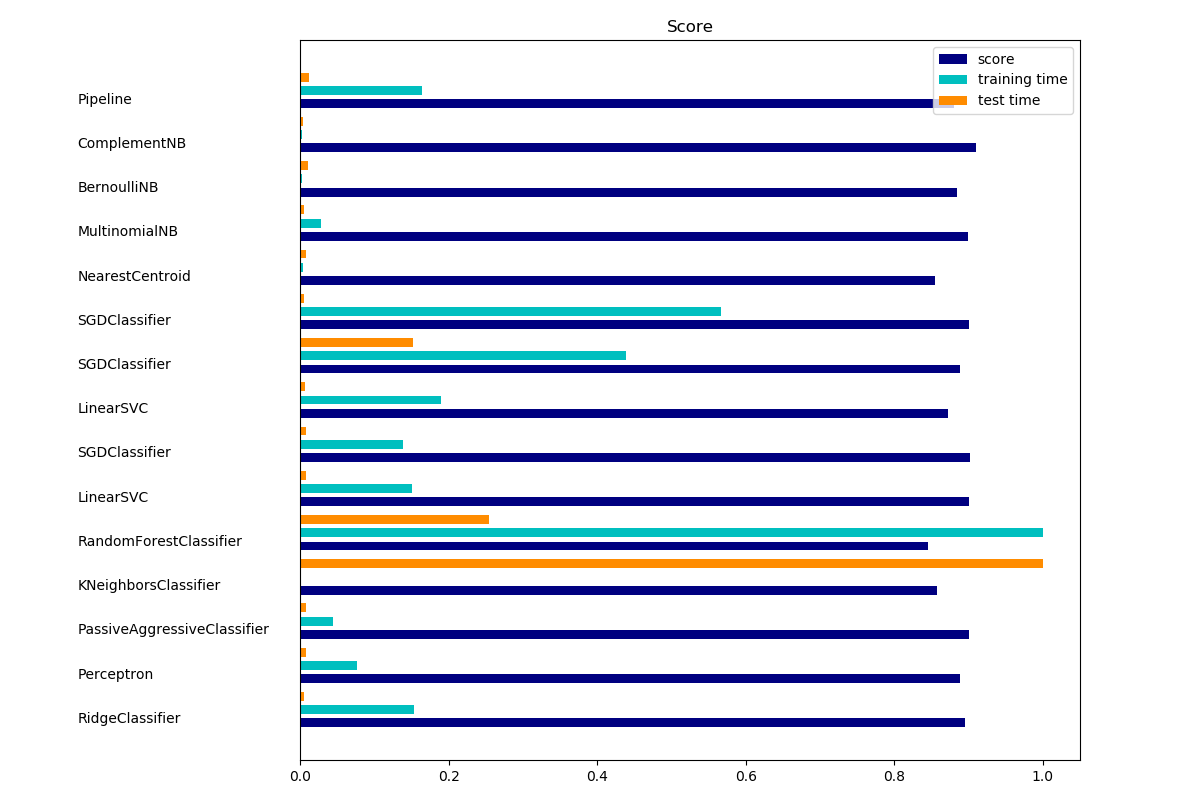 Score
score
training time
test time
Pipeline
ComplementNB
BernoulliNB
MultinomialNB
NearestCentroid
SGDClassifier
SGDClassifier
LinearSVC
SGDClassifier
LinearSVC
RandomForestClassifier
KNeighborsClassifier
PassiveAggressiveClassifier
Perceptron
RidgeClassifier
0.0 0.2 0.4 0.6 0.8 1.0